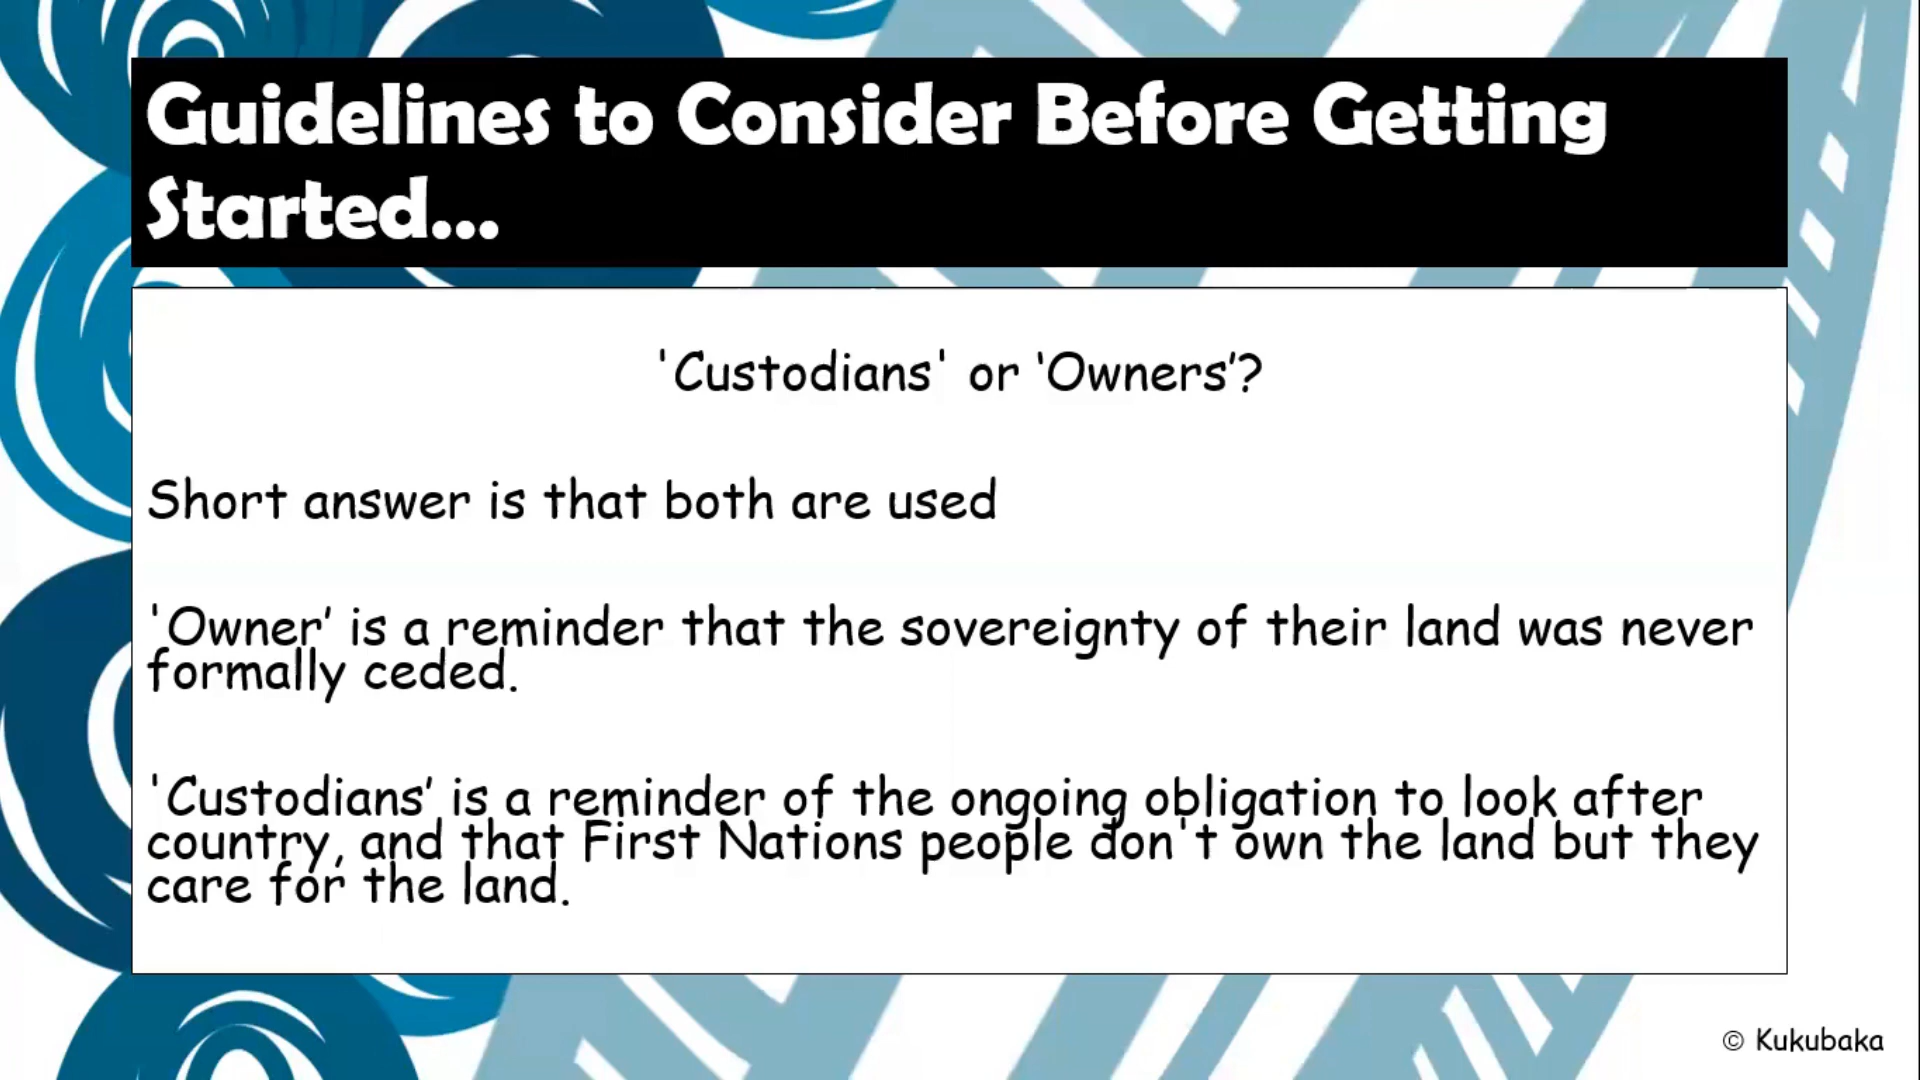 Guidelines to Consider Before Getting
Started...
'Custodians' or ‘Owners’?
Short answer is that both are used
'Owner’ is a reminder that the sovereignty of their land was never
formally ceded.
'Custodians’ is a reminder of the ongoing obligation to look after
country, and that First Nations people don't own the land but they
care for the land.
© Kukubaka